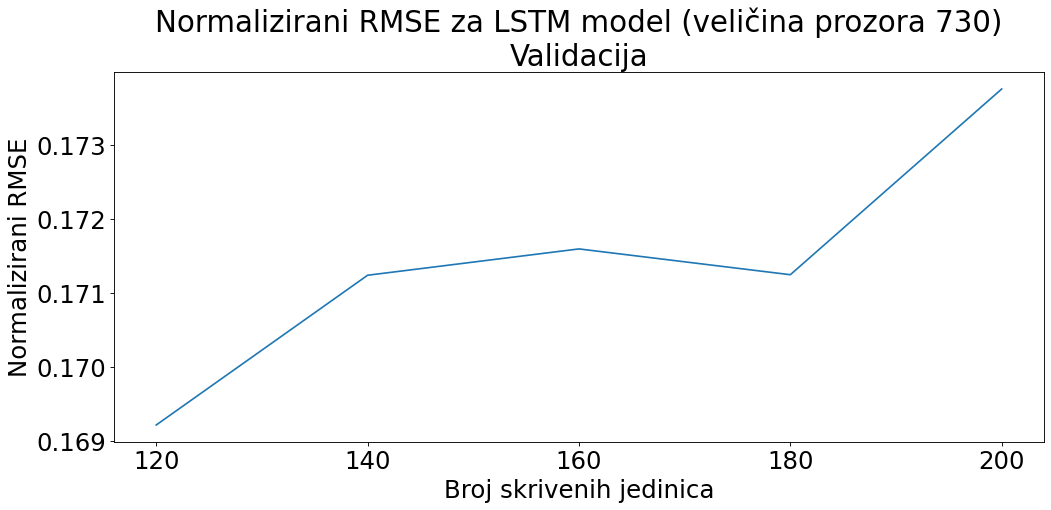 Normalizirani RMSE za LSTM model (veličina prozora 730)
Validacija
Normalizirani RMSE
0.173
0.172
0.171
0.170
0.169
120 140 160 180 200
Broj skrivenih jedinica